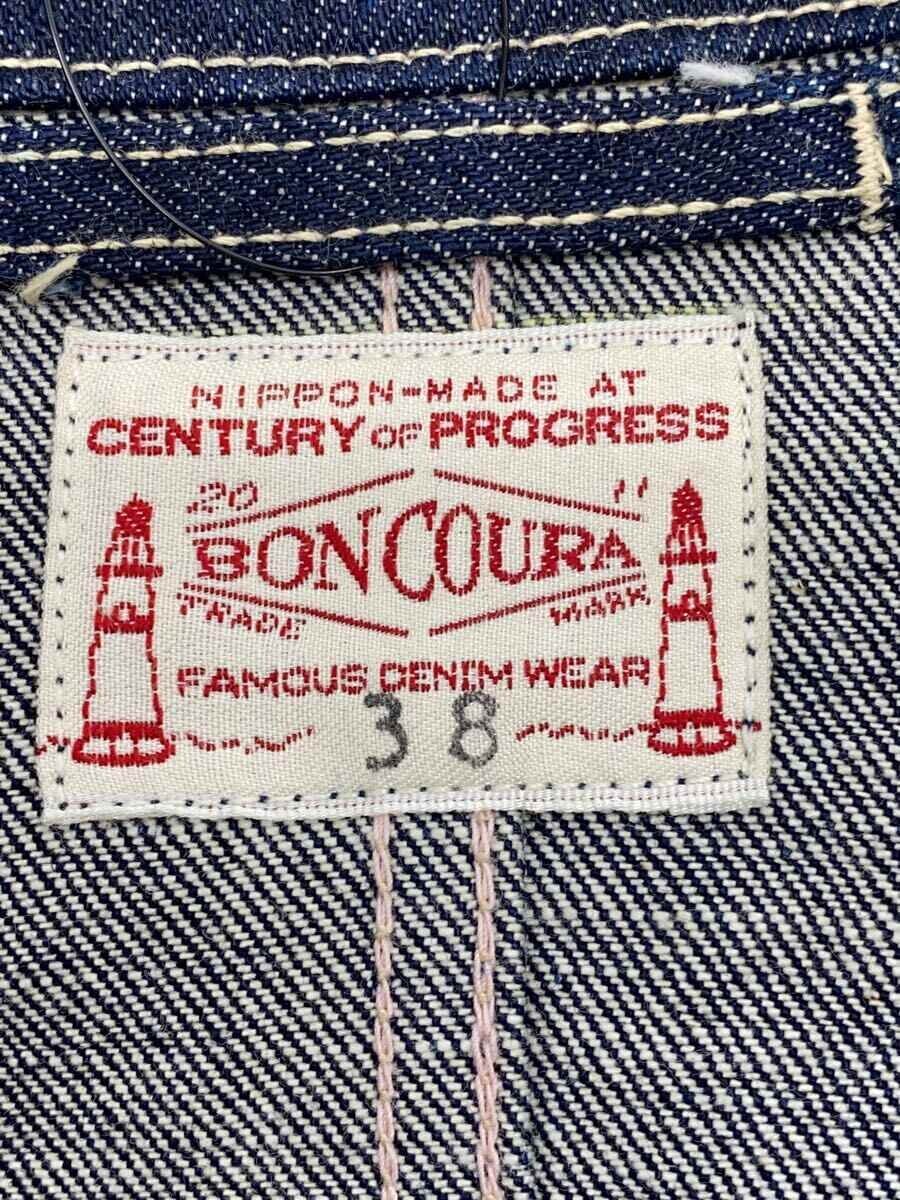 NIPPON-MADE AT
CENTURY OF PROGRESS
20 11
BONCOURA
TRADE MARK
FAMOUS DENIM WEAR
38